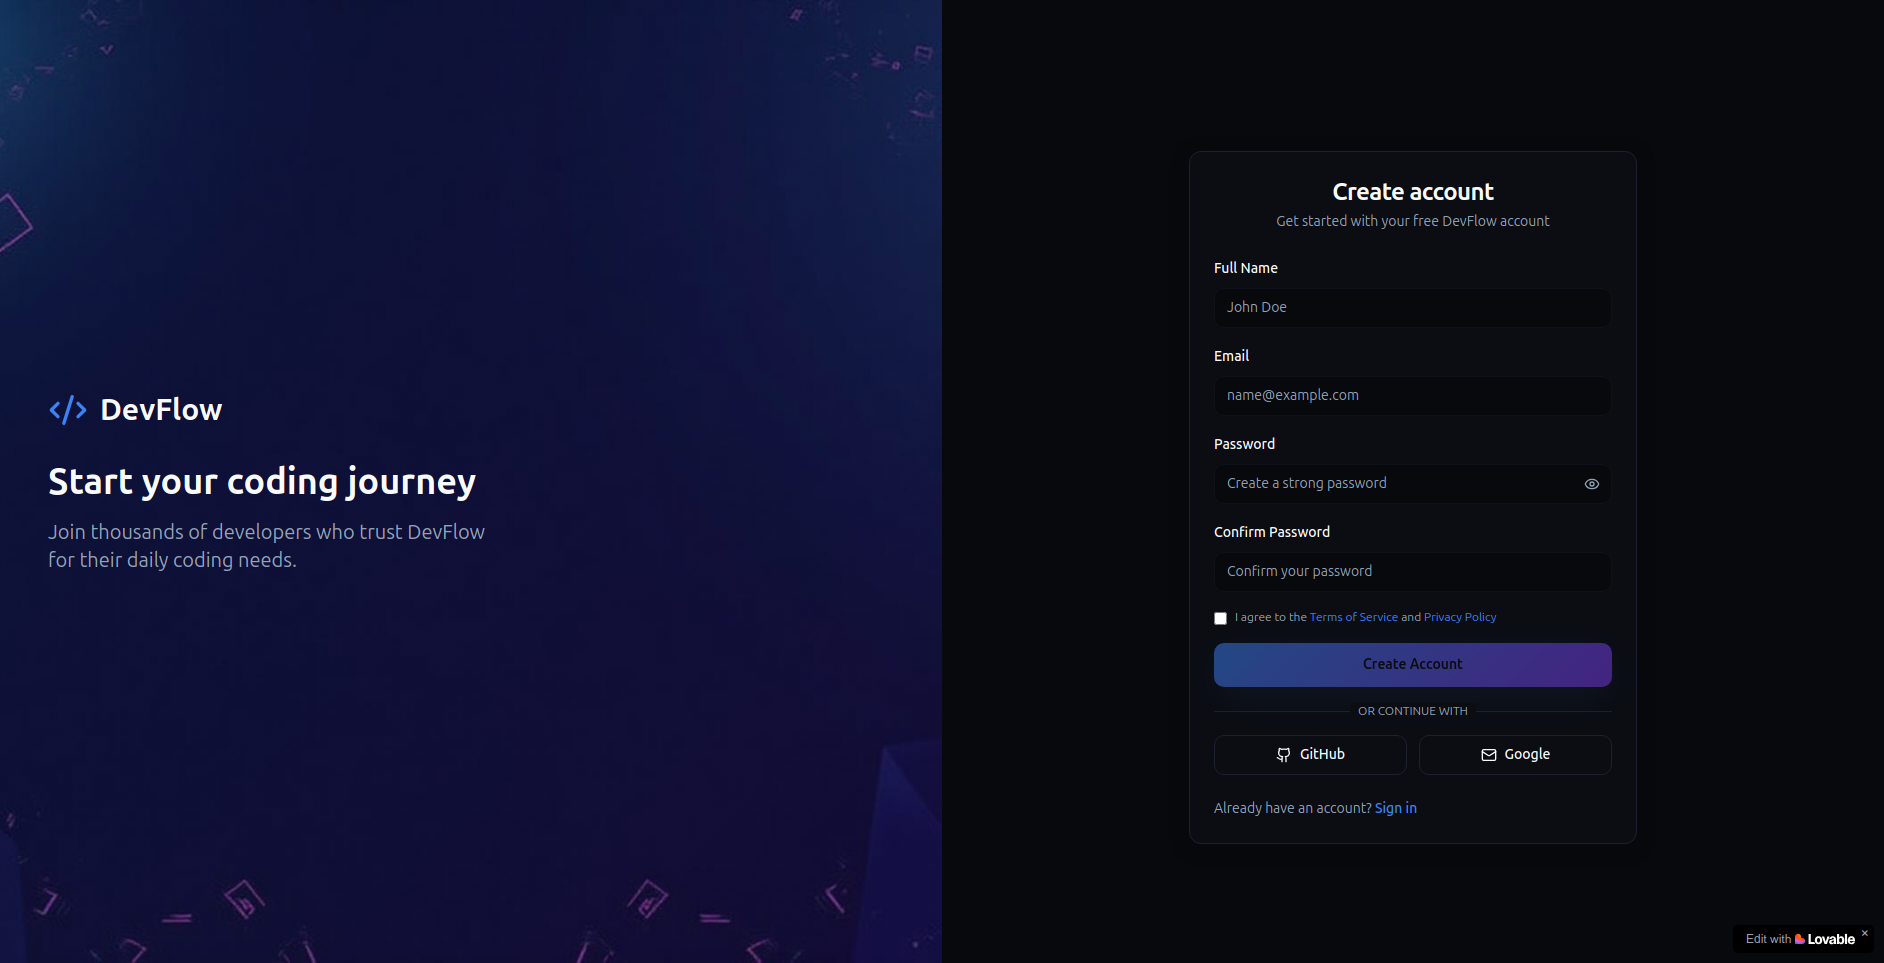 DevFlow
Start your coding journey
Join thousands of developers who trust DevFlow
for their daily coding needs.
Create account
Get started with your free DevFlow account
Full Name
John Doe
Email
name@example.com
Password
Create a strong password
Confirm Password
Confirm your password
I agree to the Terms of Service and Privacy Policy
Create Account
OR CONTINUE WITH
GitHub
Google
Already have an account? Sign in
Edit with Lovable